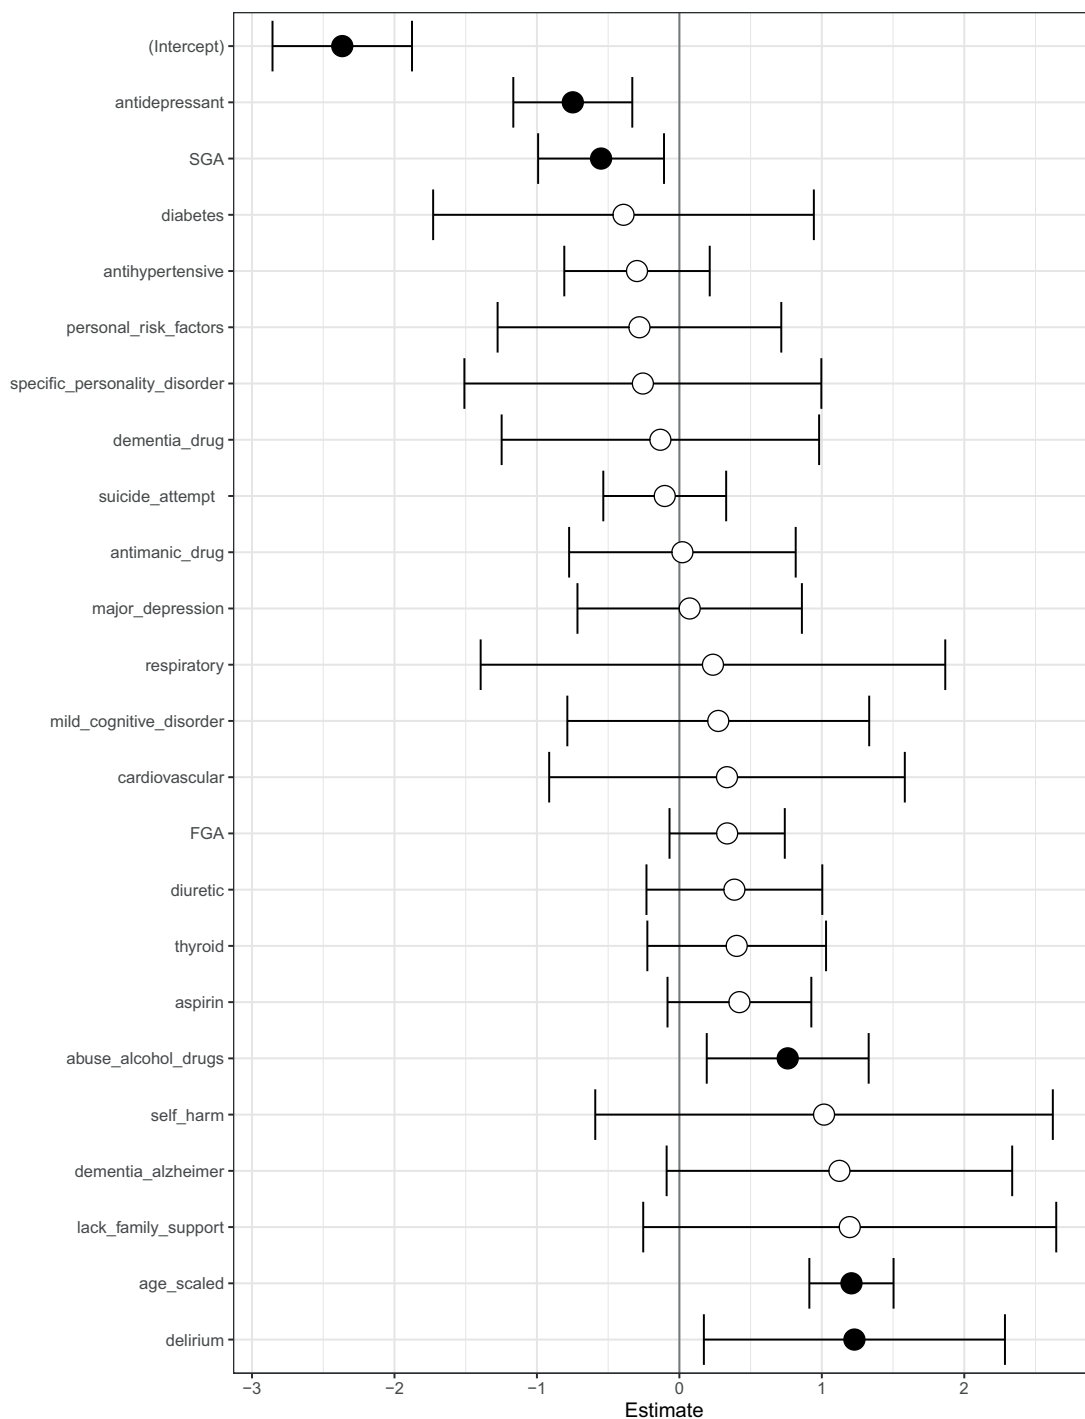 (Intercept)
antidepressant
SGA
diabetes
antihypertensive
personal_risk_factors
specific_personality_disorder
dementia_drug
suicide_attempt
antimanic_drug
major_depression
respiratory
mild_cognitive_disorder
cardiovascular
FGA
diuretic
thyroid
aspirin
abuse_alcohol_drugs
self_harm
dementia_alzheimer
lack_family_support
age_scaled
delirium
−3 −2 −1 0 1 2
Estimate